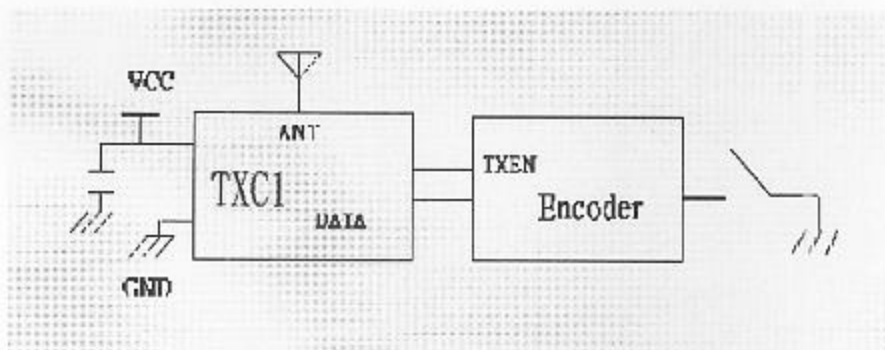 VCC
ANT
TXC1
DATA
GND
TXEN
Encoder